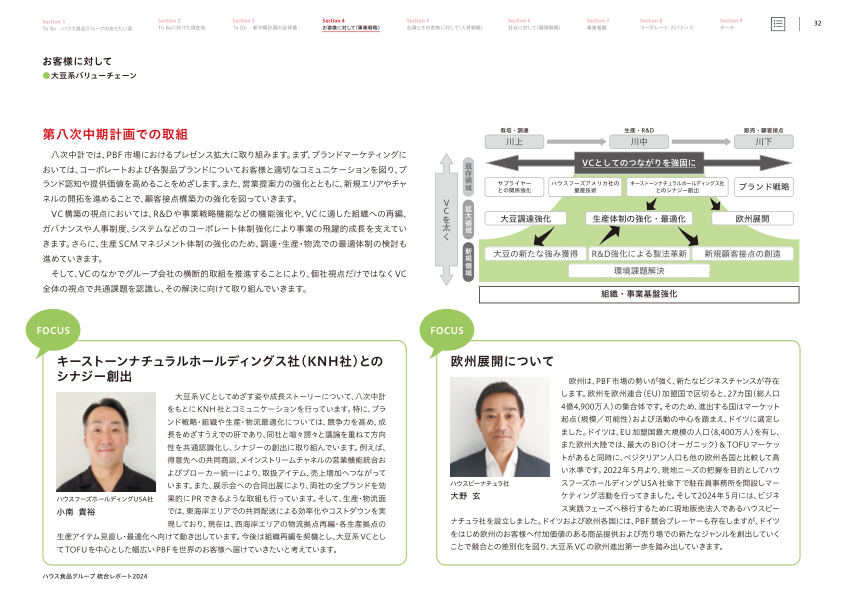 Section 1
To Be -ハウス食品グループのありたい姿
Section 2
To Beに向けた現在地
Section 3
To Do -新中期計画の全体像
Section 4
お客様に対して(事業戦略)
Section 5
社員とその家族に対して(人材戦略)
Section 6
社会に対して(環境戦略)
Section 7
事業基盤
Section 8
コーポレート・ガバナンス
Section 9
データ
32
お客様に対して
●大豆系バリューチェーン
第八次中期計画での取組
八次中計では、PBF市場におけるプレゼンス拡大に取り組みます。まず、ブランドマーケティングに
おいては、コーポレートおよび各製品ブランドについてお客様と適切なコミュニケーションを図り、ブ
ランド認知や提供価値を高めることをめざします。また、営業提案力の強化とともに、新規エリアやチャ
ネルの開拓を進めることで、顧客接点構築力の強化を図っていきます。
VC構築の視点においては、R&Dや事業戦略機能などの機能強化や、VCに適した組織への再編、
ガバナンスや人事制度、システムなどのコーポレート体制強化により事業の飛躍的成長を支えてい
きます。さらに、生産SCMマネジメント体制の強化のため、調達・生産・物流での最適体制の検討も
進めていきます。
そして、VCのなかでグループ会社の横断的取組を推進することにより、個社視点だけではなくVC
全体の視点で共通課題を認識し、その解決に向けて取り組んでいきます。
栽培・調達
川上
生産・R&D
川中
販売・顧客接点
川下
VCを太く
既存領域
拡大領域
新規領域
VCとしてのつながりを強固に
サプライヤー
との関係強化
ハウスフーズアメリカ社の
量産技術
キーストーンナチュラルホールディングス社
とのシナジー創出
ブランド戦略
大豆調達強化
生産体制の強化・最適化
欧州展開
大豆の新たな強み獲得
R&D強化による製法革新
新規顧客接点の創造
環境課題解決
組織・事業基盤強化
FOCUS
キーストーンナチュラルホールディングス社(KNH社)との
シナジー創出
大豆系VCとしてめざす姿や成長ストーリーについて、八次中計
をもとにKNH社とコミュニケーションを行っています。特に、ブラ
ンド戦略・組織や生産・物流最適化については、競争力を高め、成
長をめざすうえでの肝であり、同社と喧々諤々と議論を重ねて方向
性を共通認識化し、シナジーの創出に取り組んでいます。例えば、
得意先への共同商談、メインストリームチャネルの営業機能統合お
よびブローカー統一により、取扱アイテム、売上増加へつながって
います。また、展示会への合同出展により、両社の全ブランドを効
果的にPRできるような取組も行っています。そして、生産・物流面
では、東海岸エリアでの共同配送による効率化やコストダウンを実
現しており、現在は、西海岸エリアの物流拠点再編・各生産拠点の
生産アイテム見直し・最適化へ向けて動き出しています。今後は組織再編を契機とし、大豆系VCとし
てTOFUを中心とした幅広いPBFを世界のお客様へ届けていきたいと考えています。
ハウスフーズホールディングUSA社
小南 貴裕
FOCUS
欧州展開について
欧州は、PBF市場の勢いが強く、新たなビジネスチャンスが存在
します。欧州を欧州連合(EU)加盟国で区切ると、27カ国(総人口
4億4,900万人)の集合体です。そのため、進出する国はマーケット
起点(規模/可能性)および活動の中心を踏まえ、ドイツに選定し
ました。ドイツは、EU加盟国最大規模の人口(8,400万人)を有し、
また欧州大陸では、最大のBIO(オーガニック)&TOFUマーケッ
トがあると同時に、ベジタリアン人口も他の欧州各国と比較して高
い水準です。2022年5月より、現地ニーズの把握を目的としてハウ
スフーズホールディングUSA社傘下で駐在員事務所を開設しマー
ケティング活動を行ってきました。そして2024年5月には、ビジネ
ス実践フェーズへ移行するために現地販売法人であるハウスビー
ナチュラ社を設立しました。ドイツおよび欧州各国には、PBF競合プレーヤーも存在しますが、ドイツ
をはじめ欧州のお客様へ付加価値のある商品提供および売り場での新たなジャンルを創出していく
ことで競合との差別化を図り、大豆系VCの欧州進出第一歩を踏み出していきます。
ハウスビーナチュラ社
大野 玄
ハウス食品グループ 統合レポート2024